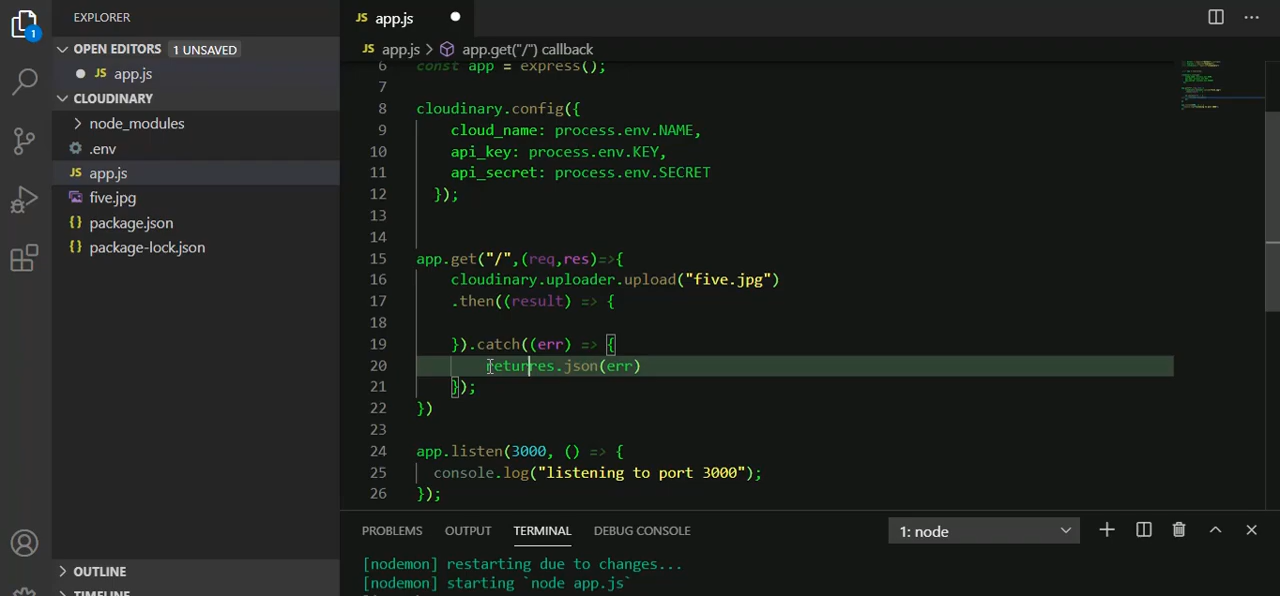 EXPLORER
OPEN EDITORS 1 UNSAVED
JS app.js
CLOUDINARY
node_modules
.env
JS app.js
five.jpg
{} package.json
{} package-lock.json
OUTLINE
TIMELINE
1
JS app.js
JS app.js > app.get("/") callback
6 const app = express();
7
8 cloudinary.config({
9 cloud_name: process.env.NAME,
10 api_key: process.env.KEY,
11 api_secret: process.env.SECRET
12 });
13
14
15 app.get("/",(req,res)=>{
16 cloudinary.uploader.upload("five.jpg")
17 .then((result) => {
18
19 }).catch((err) => {
20 returres.json(err)
21 });
22 })
23
24 app.listen(3000, () => {
25 console.log("listening to port 3000");
26 });
PROBLEMS OUTPUT TERMINAL DEBUG CONSOLE 1: node
[nodemon] restarting due to changes...
[nodemon] starting `node app.js`